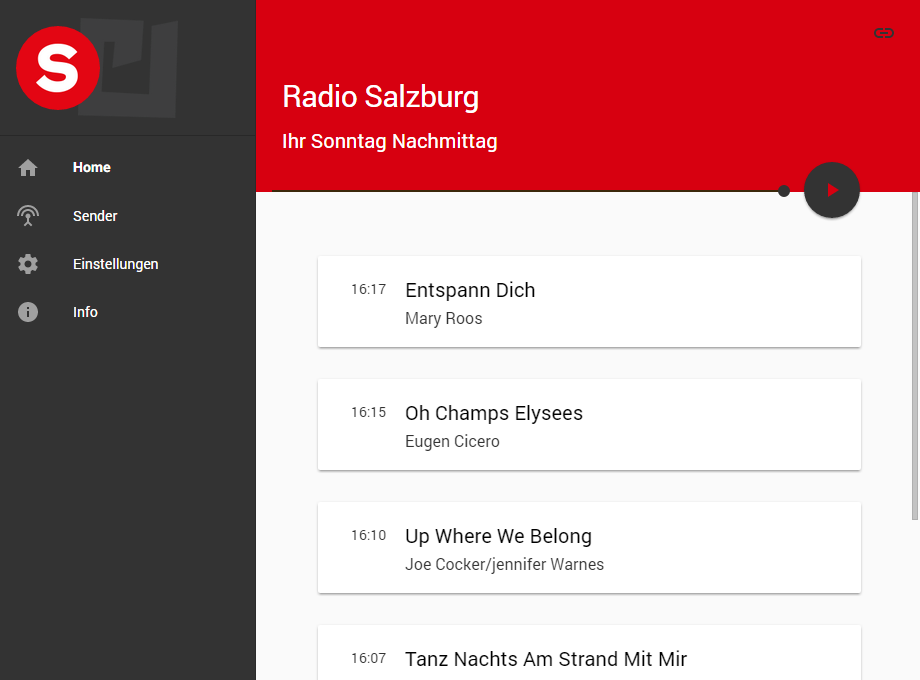 S
Home
Sender
Einstellungen
Info
Radio Salzburg
Ihr Sonntag Nachmittag
16:17 Entspann Dich
Mary Roos
16:15 Oh Champs Elysees
Eugen Cicero
16:10 Up Where We Belong
Joe Cocker/jennifer Warnes
16:07 Tanz Nachts Am Strand Mit Mir